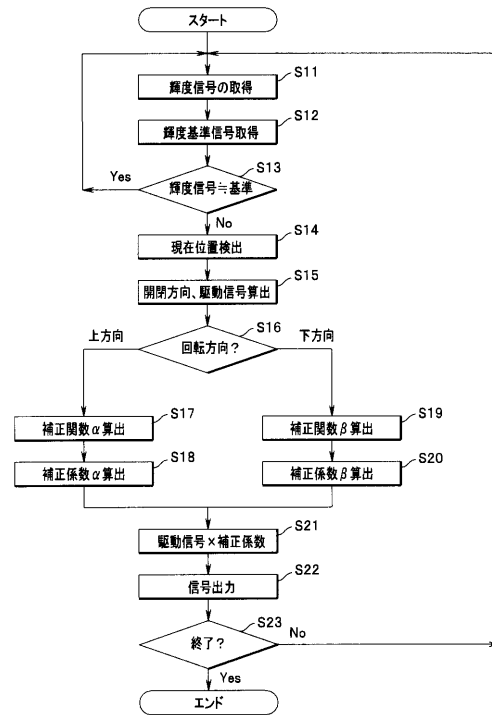 スタート
S11
輝度信号の取得
S12
輝度基準信号取得
S13
Yes
輝度信号≒基準
No
S14
現在位置検出
S15
開閉方向、駆動信号算出
S16
上方向
回転方向?
下方向
S17
補正関数α算出
S19
補正関数β算出
S18
補正係数α算出
S20
補正係数β算出
S21
駆動信号×補正係数
S22
信号出力
S23
終了?
No
Yes
エンド